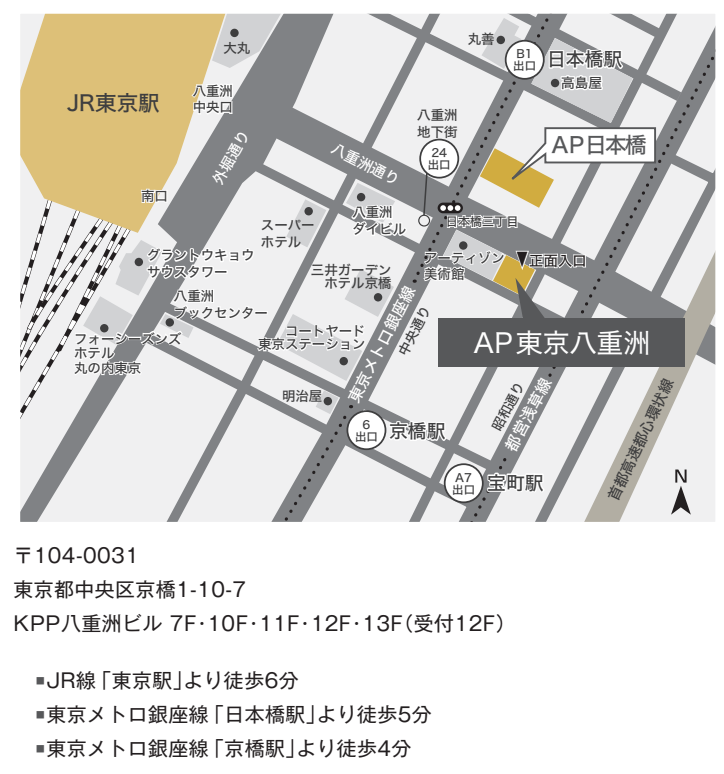 丸善
大丸
B1
出口
日本橋駅
高島屋
JR東京駅
八重洲
中央口
八重洲
地下街
24
出口
外堀通り
八重洲通り
AP日本橋
南口
八重洲
ダイビル
日本橋三丁目
スーパー
ホテル
グラントウキョウ
サウスタワー
アーティゾン
美術館
正面入口
三井ガーデン
ホテル京橋
八重洲
ブックセンター
東京メトロ銀座線
中央通り
フォーシーズンズ
ホテル
丸の内東京
コートヤード
東京ステーション
AP東京八重洲
明治屋
昭和通り
都営浅草線
首都高速都心環状線
6
出口
京橋駅
A7
出口
宝町駅
N
〒104-0031
東京都中央区京橋1-10-7
KPP八重洲ビル 7F・10F・11F・12F・13F(受付12F)
■JR線「東京駅」より徒歩6分
■東京メトロ銀座線「日本橋駅」より徒歩5分
■東京メトロ銀座線「京橋駅」より徒歩4分